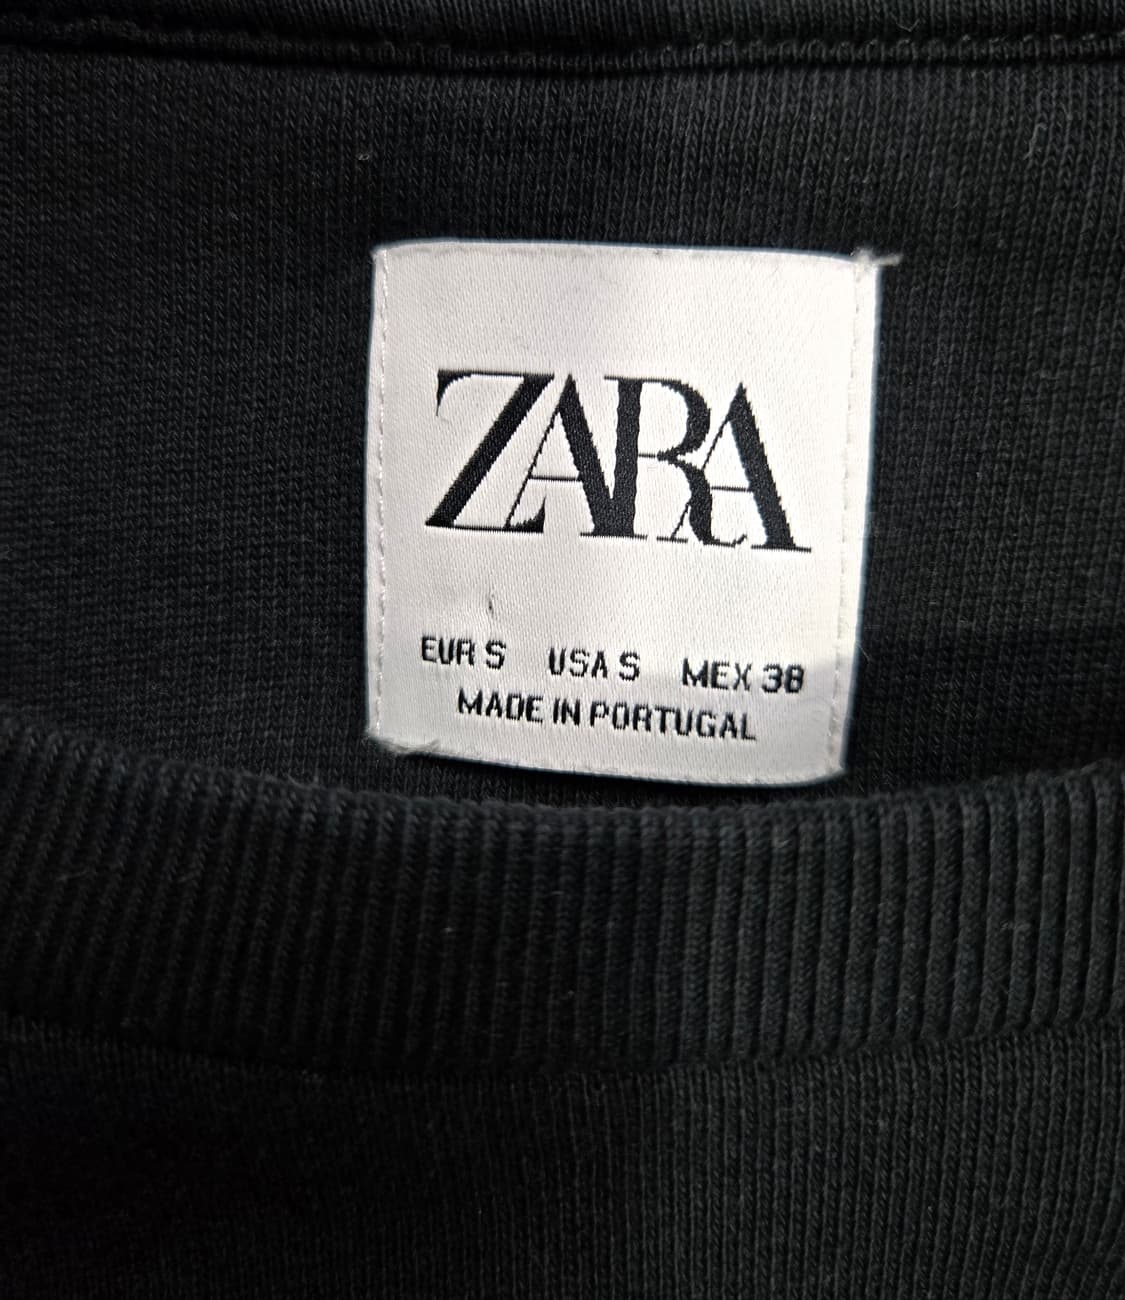 ZARA
EUR S USA S MEX 38
MADE IN PORTUGAL